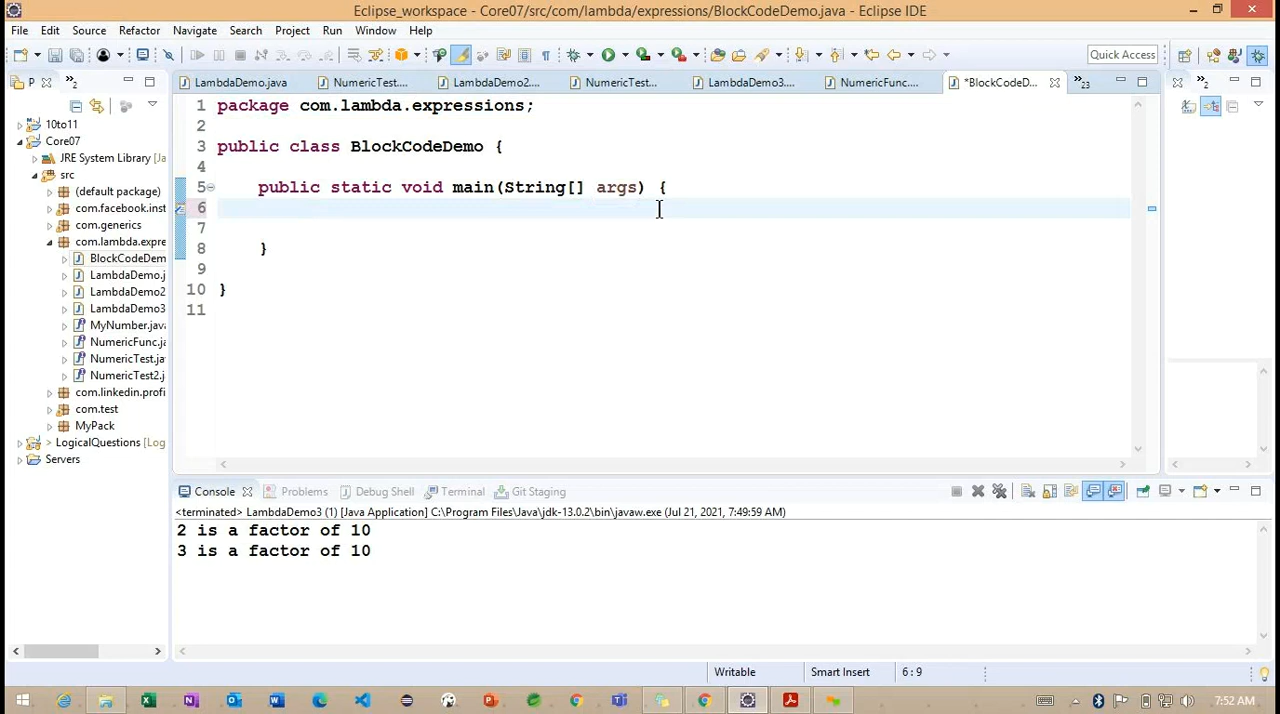 Eclipse_workspace - Core07/src/com/lambda/expressions/BlockCodeDemo.java - Eclipse IDE
File Edit Source Refactor Navigate Search Project Run Window Help
Quick Access
P 2
LambdaDemo.java NumericTest.... LambdaDemo2.... NumericTest.... LambdaDemo3.... NumericFunc.... *BlockCodeD... 23 2
10to11
Core07
JRE System Library [Ja
src
(default package)
com.facebook.inst
com.generics
com.lambda.expre
BlockCodeDem
LambdaDemo.j
LambdaDemo2
LambdaDemo3
MyNumber.java
NumericFunc.ja
NumericTest.ja
NumericTest2.j
com.linkedin.profi
com.test
MyPack
> LogicalQuestions [Log
Servers
1 package com.lambda.expressions;
2
3 public class BlockCodeDemo {
4
5 public static void main(String[] args) {
6
7
8 }
9
10 }
11
Console Problems Debug Shell Terminal Git Staging
<terminated> LambdaDemo3 (1) [Java Application] C:\Program Files\Java\jdk-13.0.2\bin\javaw.exe (Jul 21, 2021, 7:49:59 AM)
2 is a factor of 10
3 is a factor of 10
Writable Smart Insert 6 : 9
7:52 AM